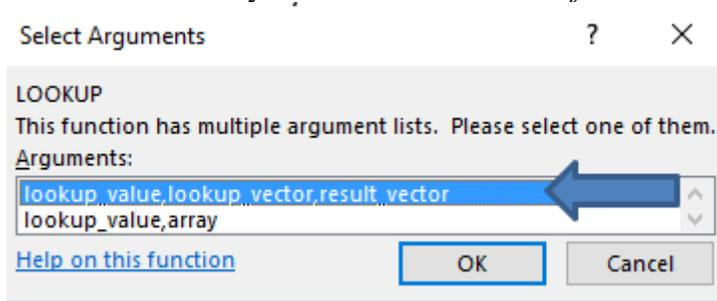 Select Arguments ? ×
LOOKUP
This function has multiple argument lists. Please select one of them.
Arguments:
lookup_value,lookup_vector,result_vector
lookup_value,array
Help on this function OK Cancel